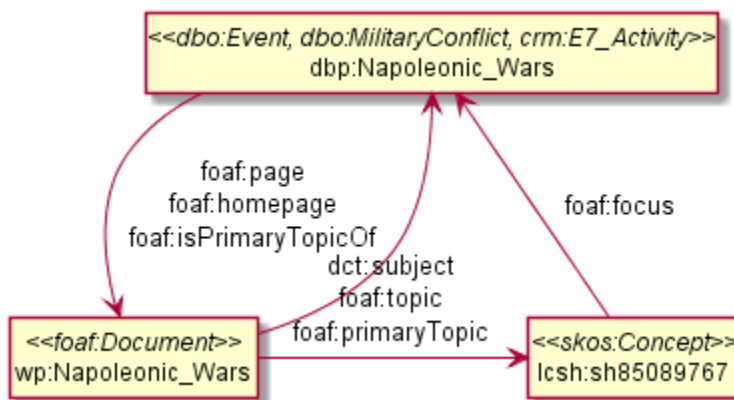 <<dbo:Event, dbo:MilitaryConflict, crm:E7_Activity>>
dbp:Napoleonic_Wars
foaf:page
foaf:homepage
foaf:isPrimaryTopicOf
foaf:focus
dct:subject
foaf:topic
foaf:primaryTopic
<<foaf:Document>>
wp:Napoleonic_Wars
<<skos:Concept>>
lcsh:sh85089767